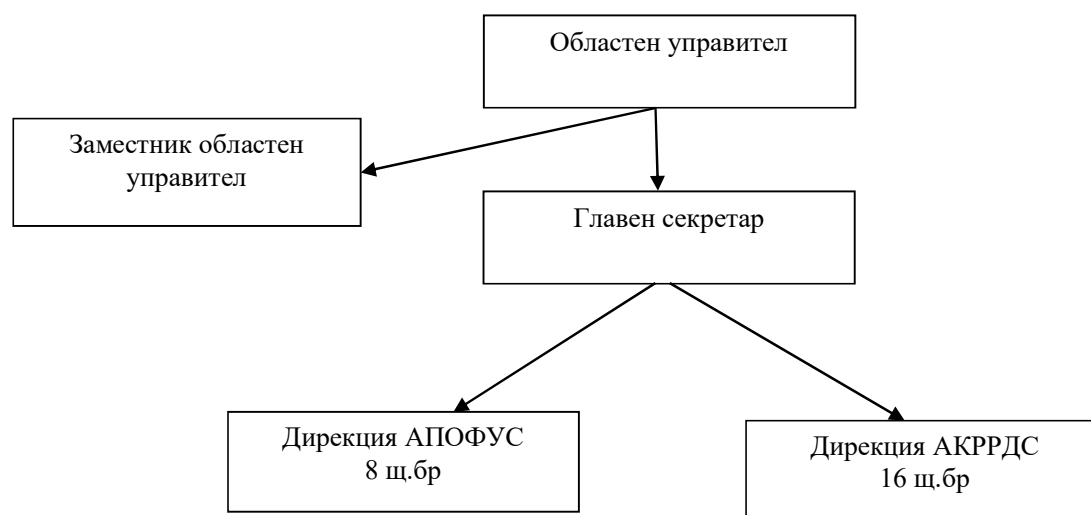 Областен управител
Заместник областен
управител
Главен секретар
Дирекция АПОФУС
8 щ.бр
Дирекция АКРРДС
16 щ.бр